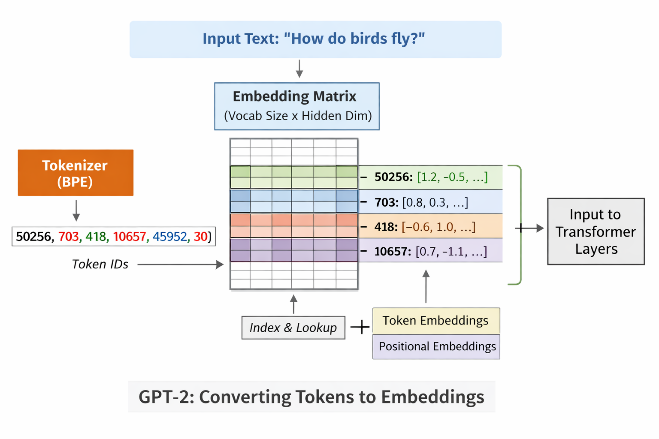 Input Text: "How do birds fly?"
Embedding Matrix
(Vocab Size x Hidden Dim)
Tokenizer
(BPE)
50256, 703, 418, 10657, 45952, 30)
Token IDs
– 50256: [1.2, -0.5, ...]
– 703: [0.8, 0.3, ...]
– 418: [−0.6, 1.0, ...]
– 10657: [0.7, -1.1, ...]
+
Input to
Transformer
Layers
Index & Lookup
+
Token Embeddings
Positional Embeddings
GPT-2: Converting Tokens to Embeddings